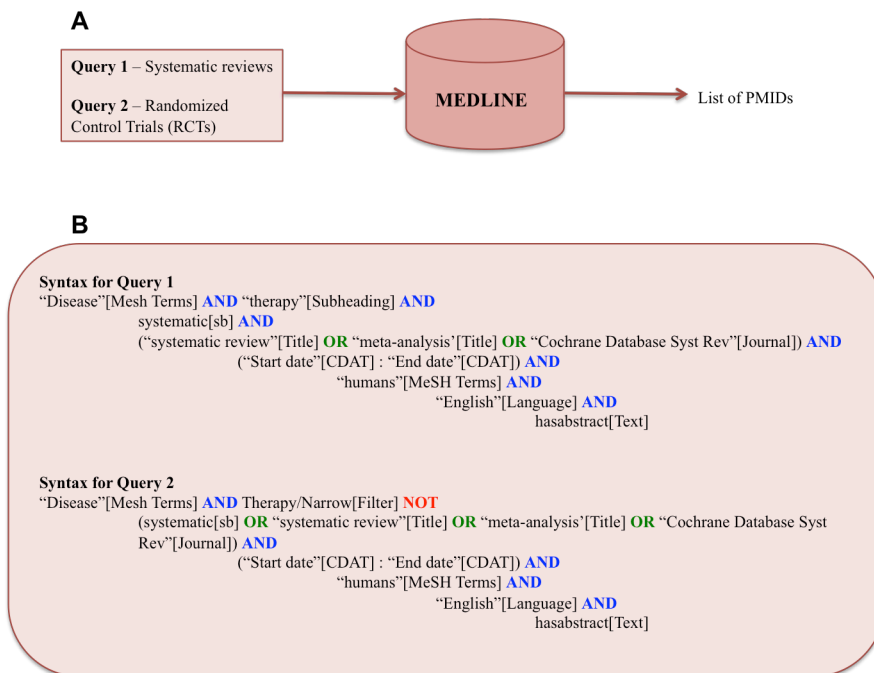 A
Query 1 – Systematic reviews
Query 2 – Randomized
Control Trials (RCTs)
MEDLINE
List of PMIDs
B
Syntax for Query 1
“Disease”[Mesh Terms] AND “therapy”[Subheading] AND
systematic[sb] AND
(“systematic review”[Title] OR “meta-analysis’[Title] OR “Cochrane Database Syst Rev”[Journal]) AND
(“Start date”[CDAT] : “End date”[CDAT]) AND
“humans”[MeSH Terms] AND
“English”[Language] AND
hasabstract[Text]
Syntax for Query 2
“Disease”[Mesh Terms] AND Therapy/Narrow[Filter] NOT
(systematic[sb] OR “systematic review”[Title] OR “meta-analysis’[Title] OR “Cochrane Database Syst
Rev”[Journal]) AND
(“Start date”[CDAT] : “End date”[CDAT]) AND
“humans”[MeSH Terms] AND
“English”[Language] AND
hasabstract[Text]